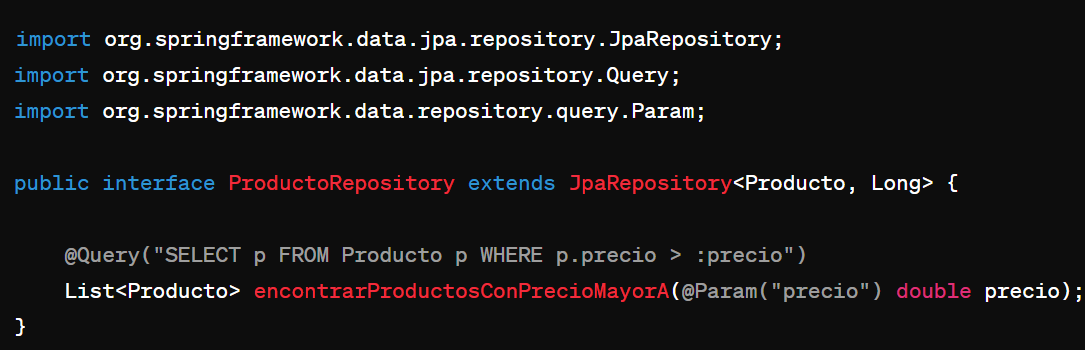 import org.springframework.data.jpa.repository.JpaRepository;
import org.springframework.data.jpa.repository.Query;
import org.springframework.data.repository.query.Param;
public interface ProductoRepository extends JpaRepository<Producto, Long> {
@Query("SELECT p FROM Producto p WHERE p.precio > :precio")
List<Producto> encontrarProductosConPrecioMayorA(@Param("precio") double precio);
}